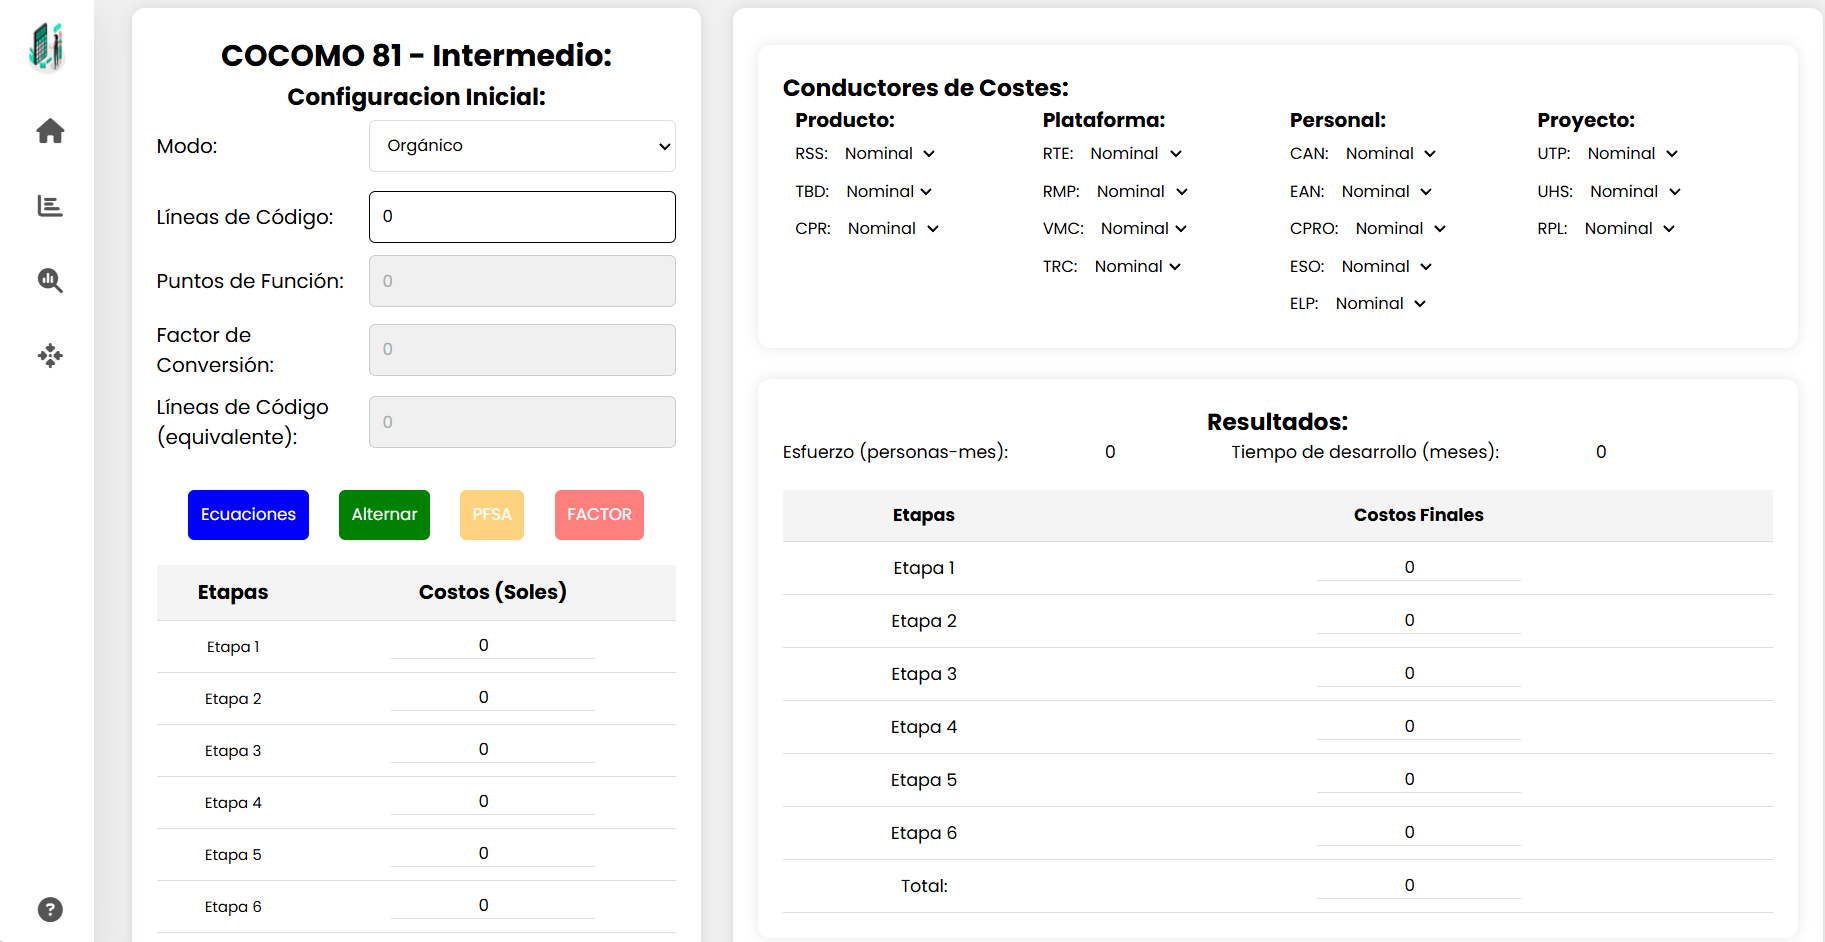 COCOMO 81 - Intermedio:
Configuracion Inicial:
Modo: Orgánico
Líneas de Código: 0
Puntos de Función: 0
Factor de
Conversión: 0
Líneas de Código
(equivalente): 0
Ecuaciones Alternar PFSA FACTOR
Etapas Costos (Soles)
Etapa 1 0
Etapa 2 0
Etapa 3 0
Etapa 4 0
Etapa 5 0
Etapa 6 0
Conductores de Costes:
Producto: Plataforma: Personal: Proyecto:
RSS: Nominal RTE: Nominal CAN: Nominal UTP: Nominal
TBD: Nominal RMP: Nominal EAN: Nominal UHS: Nominal
CPR: Nominal VMC: Nominal CPRO: Nominal RPL: Nominal
TRC: Nominal ESO: Nominal
ELP: Nominal
Resultados:
Esfuerzo (personas-mes): 0 Tiempo de desarrollo (meses): 0
Etapas Costos Finales
Etapa 1 0
Etapa 2 0
Etapa 3 0
Etapa 4 0
Etapa 5 0
Etapa 6 0
Total: 0
?